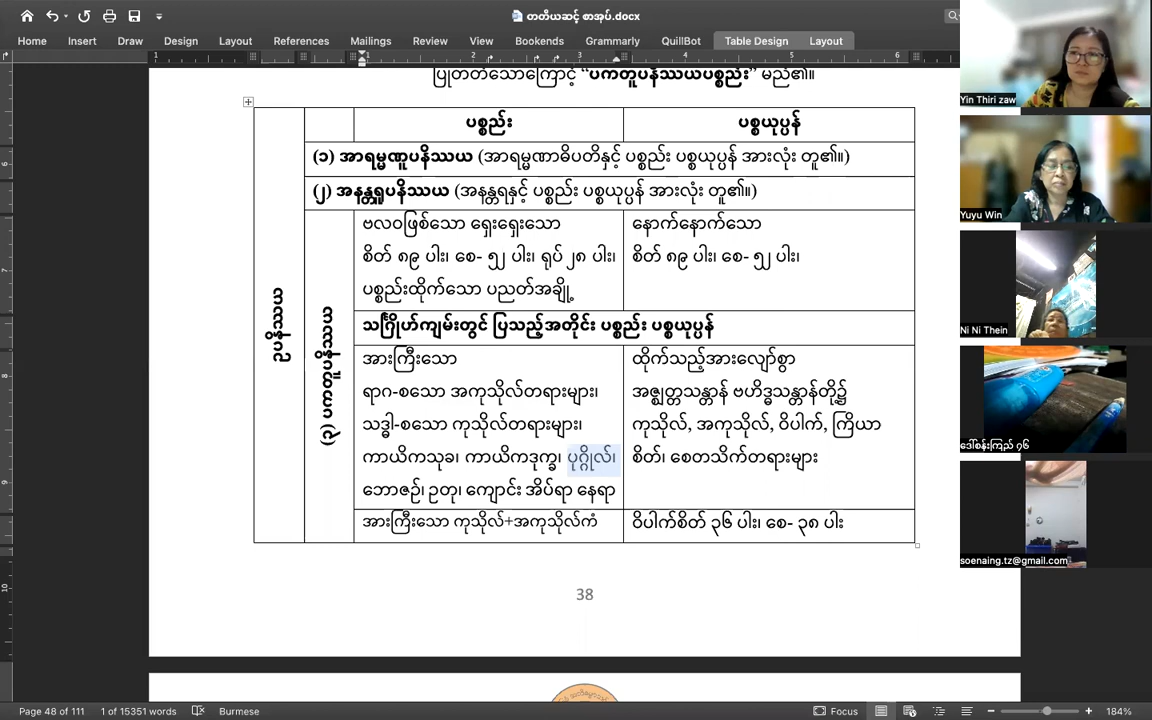 တတိယဆင့် စာအုပ်.docx
Home Insert Draw Design Layout References Mailings Review View Bookends Grammarly QuillBot Table Design Layout
1 1 2 3 4 5 6
ပြုတတ်သောကြောင့် “ပကတူပနိဿယပစ္စည်း” မည်၏။
ပစ္စည်း ပစ္စယုပ္ပန်
(၁) အာရမ္မဏူပနိဿယ (အာရမ္မဏာဓိပတိနှင့် ပစ္စည်း ပစ္စယုပ္ပန် အားလုံး တူ၏။)
(၂) အနန္တရူပနိဿယ (အနန္တရနှင့် ပစ္စည်း ပစ္စယုပ္ပန် အားလုံး တူ၏။)
ဥပနိဿယ
(၃) ပကတူပနိဿယ
ဗလဝဖြစ်သော ရှေးရှေးသော
စိတ် ၈၉ ပါး၊ စေ- ၅၂ ပါး၊ ရုပ် ၂၈ ပါး၊
ပစ္စည်းထိုက်သော ပညတ်အချို့
နောက်နောက်သော
စိတ် ၈၉ ပါး၊ စေ- ၅၂ ပါး၊
သင်္ဂြိုဟ်ကျမ်းတွင် ပြသည့်အတိုင်း ပစ္စည်း ပစ္စယုပ္ပန်
အားကြီးသော
ရာဂ-စသော အကုသိုလ်တရားများ၊
သဒ္ဓါ-စသော ကုသိုလ်တရားများ၊
ကာယိကသုခ၊ ကာယိကဒုက္ခ၊ ပုဂ္ဂိုလ်၊
ဘောဇဉ်၊ ဥတု၊ ကျောင်း အိပ်ရာ နေရာ
ထိုက်သည့်အားလျော်စွာ
အဇ္ဈတ္တသန္တာန် ဗဟိဒ္ဓသန္တာန်တို့၌
ကုသိုလ်, အကုသိုလ်, ဝိပါက်, ကြိယာ
စိတ်၊ စေတသိက်တရားများ
အားကြီးသော ကုသိုလ်+အကုသိုလ်ကံ
ဝိပါက်စိတ် ၃၆ ပါး၊ စေ- ၃၈ ပါး
38
Page 48 of 111 1 of 15351 words Burmese Focus 184%
Yin Thiri zaw
Yuyu Win
Ni Ni Thein
ဒေါ်စန်းကြည် ၇၆
soenaing.tz@gmail.com